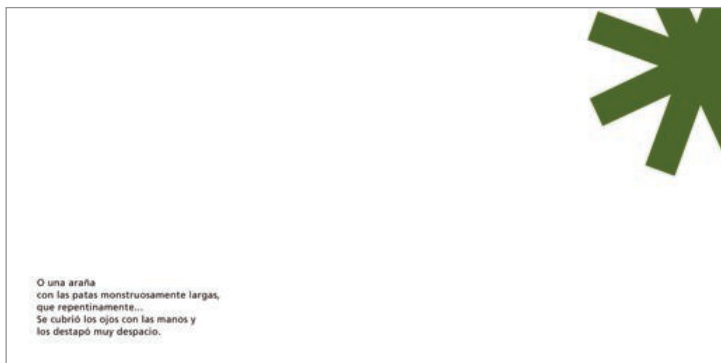 O una araña
con las patas monstruosamente largas,
que repentinamente...
Se cubrió los ojos con las manos y
los destapó muy despacio.